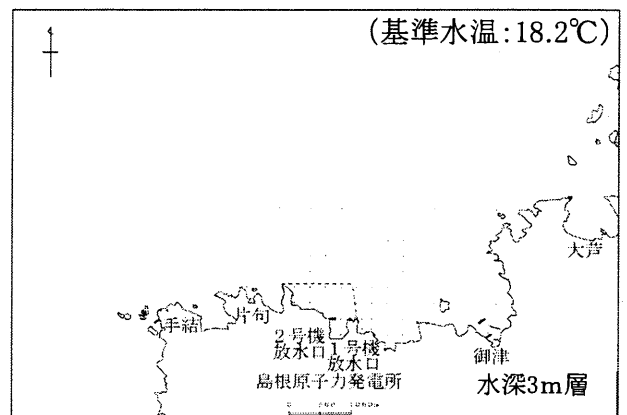 (基準水温:18.2℃)
大芦
手結
片句
2号機
放水口
1号機
放水口
御津
島根原子力発電所
水深3m層